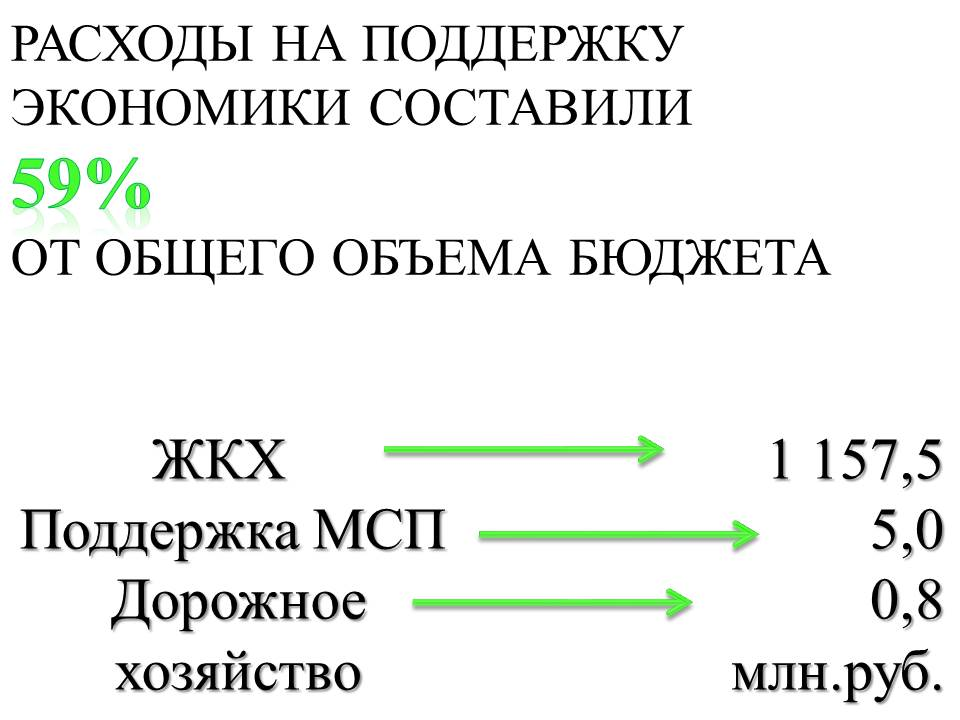 РАСХОДЫ НА ПОДДЕРЖКУ
ЭКОНОМИКИ СОСТАВИЛИ
59%
ОТ ОБЩЕГО ОБЪЕМА БЮДЖЕТА
ЖКХ 1 157,5
Поддержка МСП 5,0
Дорожное 0,8
хозяйство млн.руб.